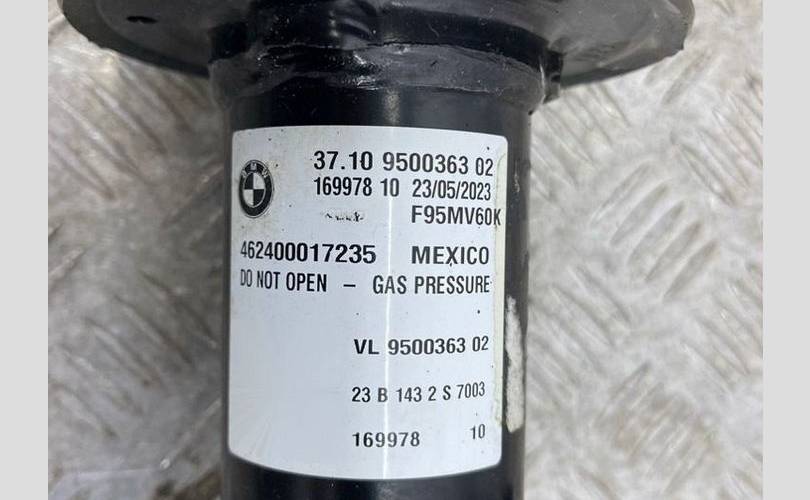 BMW
37.10 9500363 02
169978 10 23/05/2023
F95MV60K
462400017235 MEXICO
DO NOT OPEN – GAS PRESSURE
VL 9500363 02
23 B 143 2 S 7003
169978 10